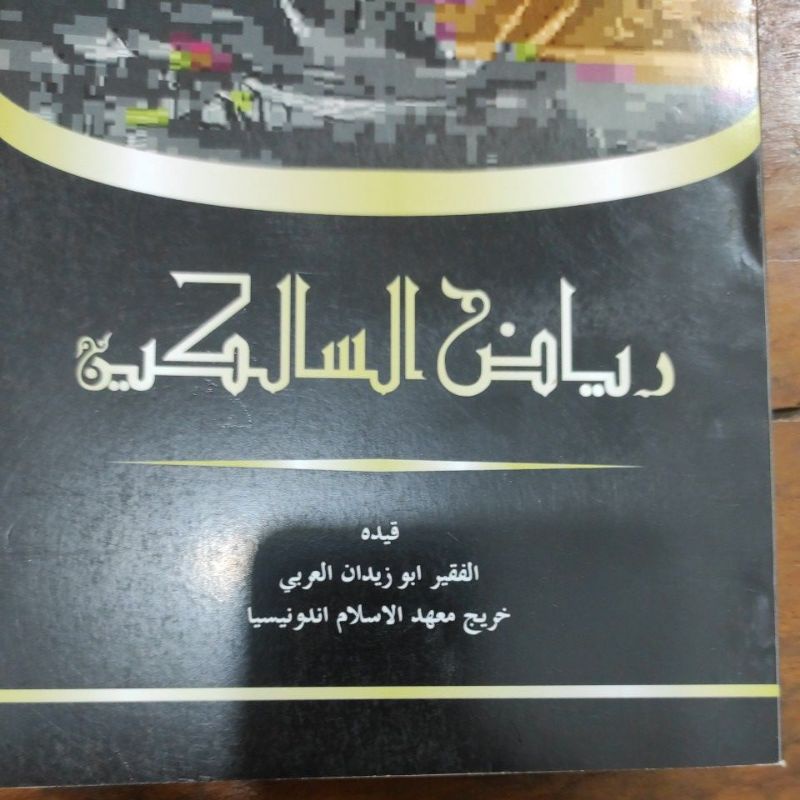 رياض السالكين
قيده
الفقير ابو زيدان العربي
خريج معهد الاسلام اندونيسيا